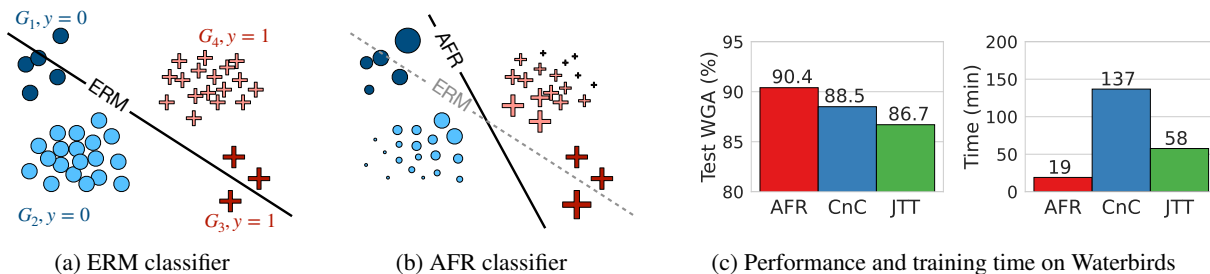 G₁, y = 0
G₄, y = 1
ERM
G₂, y = 0
G₃, y = 1
(a) ERM classifier
AFR
ERM
(b) AFR classifier
Test WGA (%)
95
90
85
80
90.4
88.5
86.7
AFR CnC JTT
Time (min)
200
150
100
50
0
19
137
58
AFR CnC JTT
(c) Performance and training time on Waterbirds